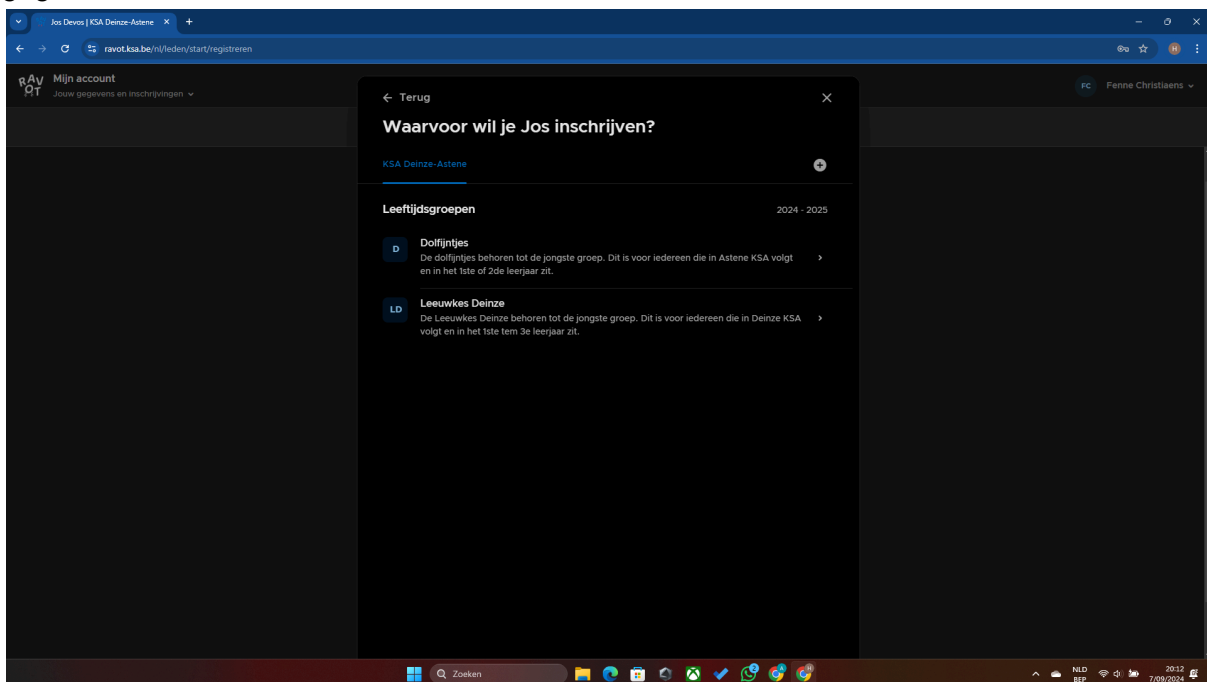 Jos Devos | KSA Deinze-Astene
ravot.ksa.be/nl/leden/start/registreren
H
RAV
OT
Mijn account
Jouw gegevens en inschrijvingen
FC
Fenne Christiaens
Terug
Waarvoor wil je Jos inschrijven?
KSA Deinze-Astene
Leeftijdsgroepen
2024 - 2025
D
Dolfijntjes
De dolfijntjes behoren tot de jongste groep. Dit is voor iedereen die in Astene KSA volgt
en in het 1ste of 2de leerjaar zit.
LD
Leeuwkes Deinze
De Leeuwkes Deinze behoren tot de jongste groep. Dit is voor iedereen die in Deinze KSA
volgt en in het 1ste tem 3e leerjaar zit.
Zoeken
NLD
BEP
20:12
7/09/2024